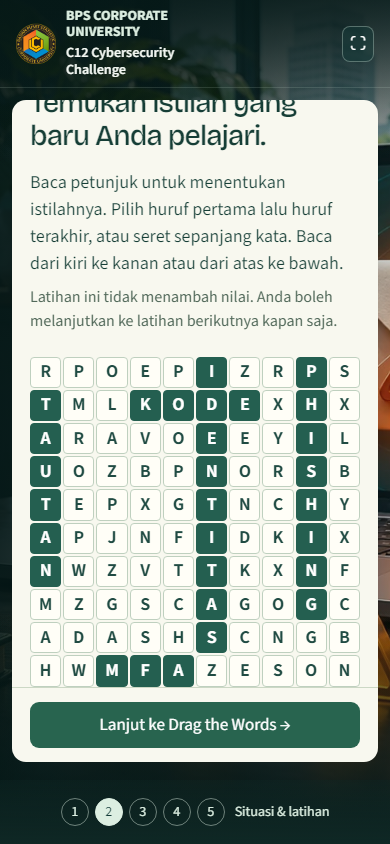 BPS CORPORATE
UNIVERSITY
C12 Cybersecurity
Challenge
Temukan istilah yang
baru Anda pelajari.
Baca petunjuk untuk menentukan
istilahnya. Pilih huruf pertama lalu huruf
terakhir, atau seret sepanjang kata. Baca
dari kiri ke kanan atau dari atas ke bawah.
Latihan ini tidak menambah nilai. Anda boleh
melanjutkan ke latihan berikutnya kapan saja.
R P O E P I Z R P S
T M L K O D E X H X
A R A V O E E Y I L
U O Z B P N O R S B
T E P X G T N C H Y
A P J N F I D K I X
N W Z V T T K X N F
M Z G S C A G O G C
A D A S H S C N G B
H W M F A Z E S O N
Lanjut ke Drag the Words →
1 2 3 4 5 Situasi & latihan